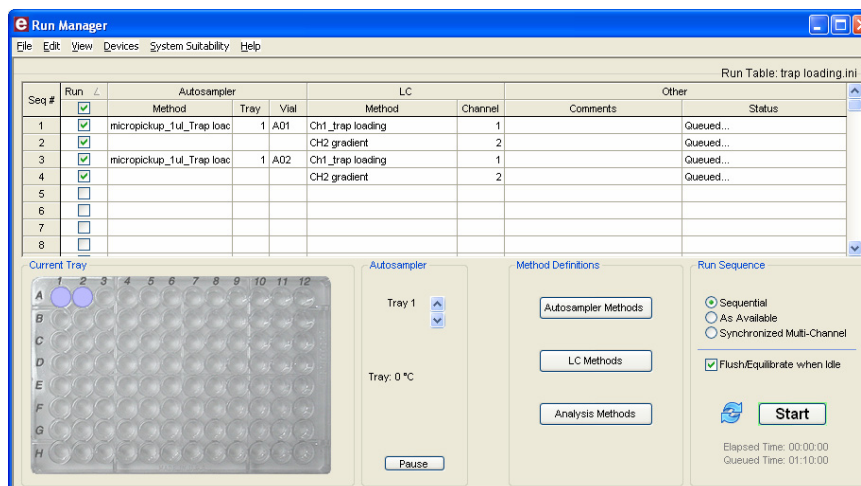 e Run Manager
File Edit View Devices System Suitability Help
Run Table: trap loading.ini
Seq # Run Autosampler LC Other
Method Tray Vial Method Channel Comments Status
1 micropickup_1ul_Trap loac 1 A01 Ch1_trap loading 1 Queued...
2 CH2 gradient 2 Queued...
3 micropickup_1ul_Trap loac 1 A02 Ch1_trap loading 1 Queued...
4 CH2 gradient 2 Queued...
5
6
7
8
Current Tray Autosampler Method Definitions Run Sequence
1 2 3 4 5 6 7 8 9 10 11 12
A
B
C
D
E
F
G
H
Tray 1
Tray: 0 °C
Pause
Autosampler Methods
LC Methods
Analysis Methods
Sequential
As Available
Synchronized Multi-Channel
Flush/Equilibrate when Idle
Start
Elapsed Time: 00:00:00
Queued Time: 01:10:00